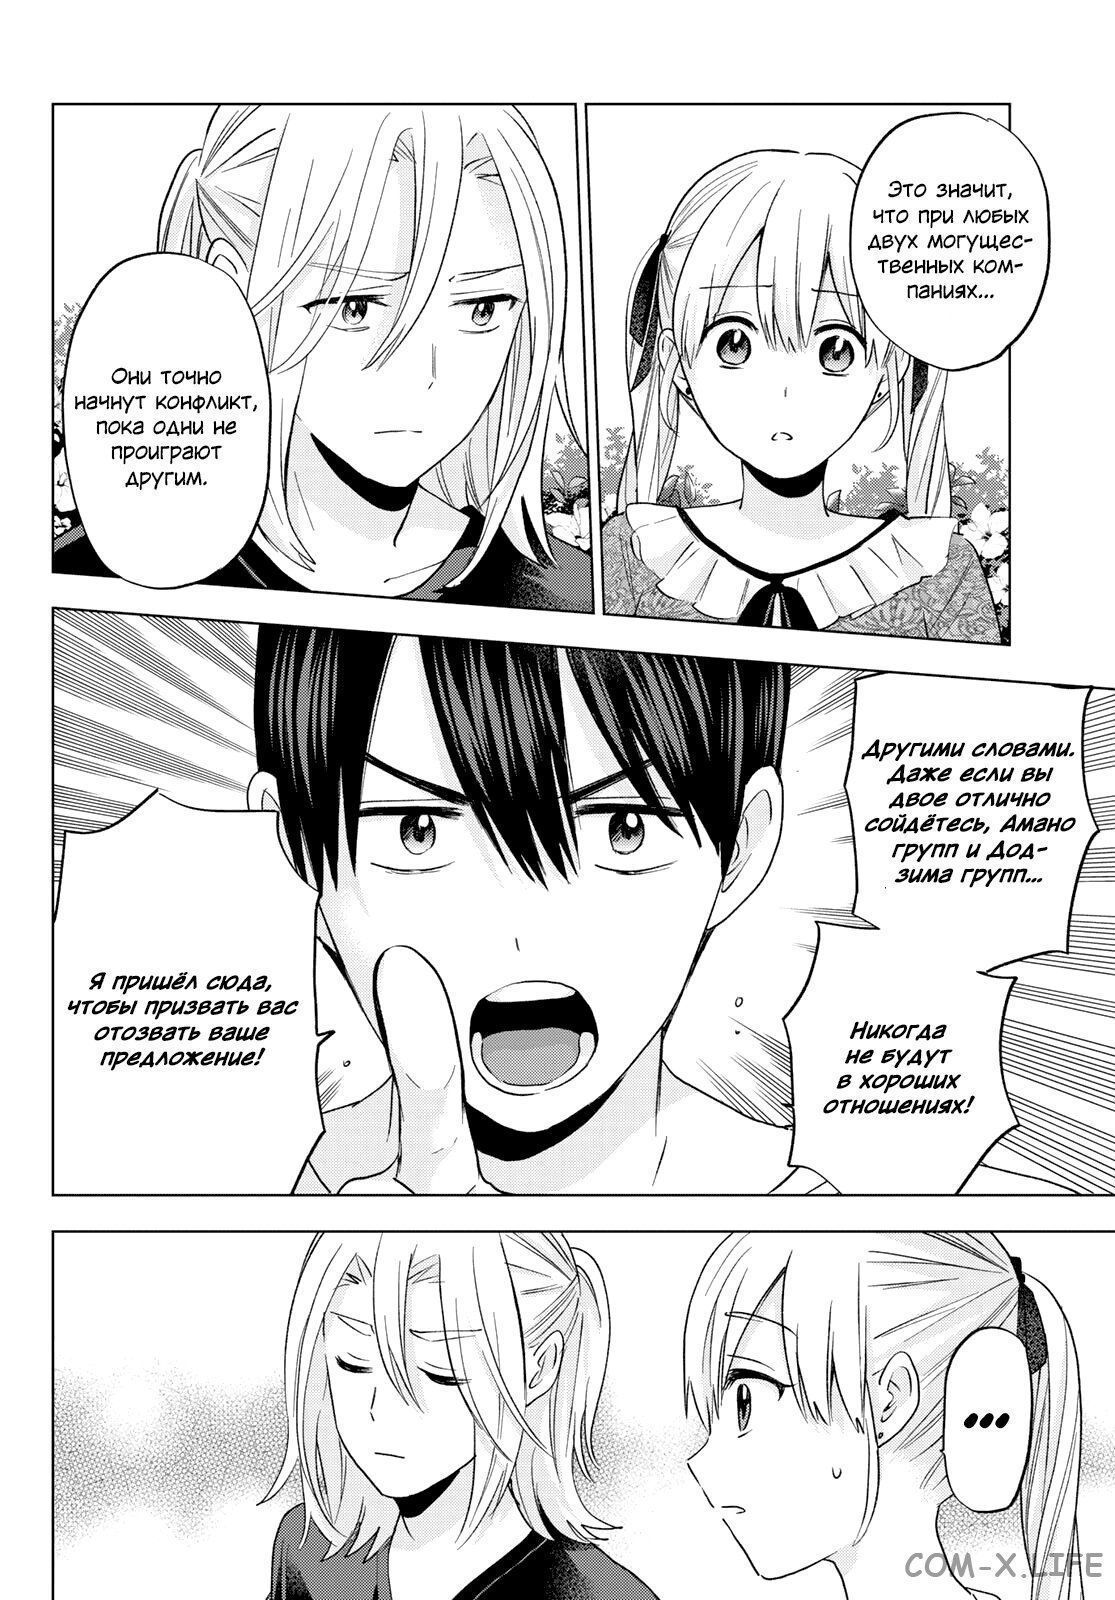 Это значит,
что при любых
двух могущес-
твенных ком-
паниях...
Они точно
начнут конфликт,
пока одни не
проиграют
другим.
Другими словами.
Даже если вы
двое отлично
сойдётесь, Амано
групп и Дод-
зима групп...
Никогда
не будут
в хороших
отношениях!
Я пришёл сюда,
чтобы призвать вас
отозвать ваше
предложение!
...
COM-X.LIFE